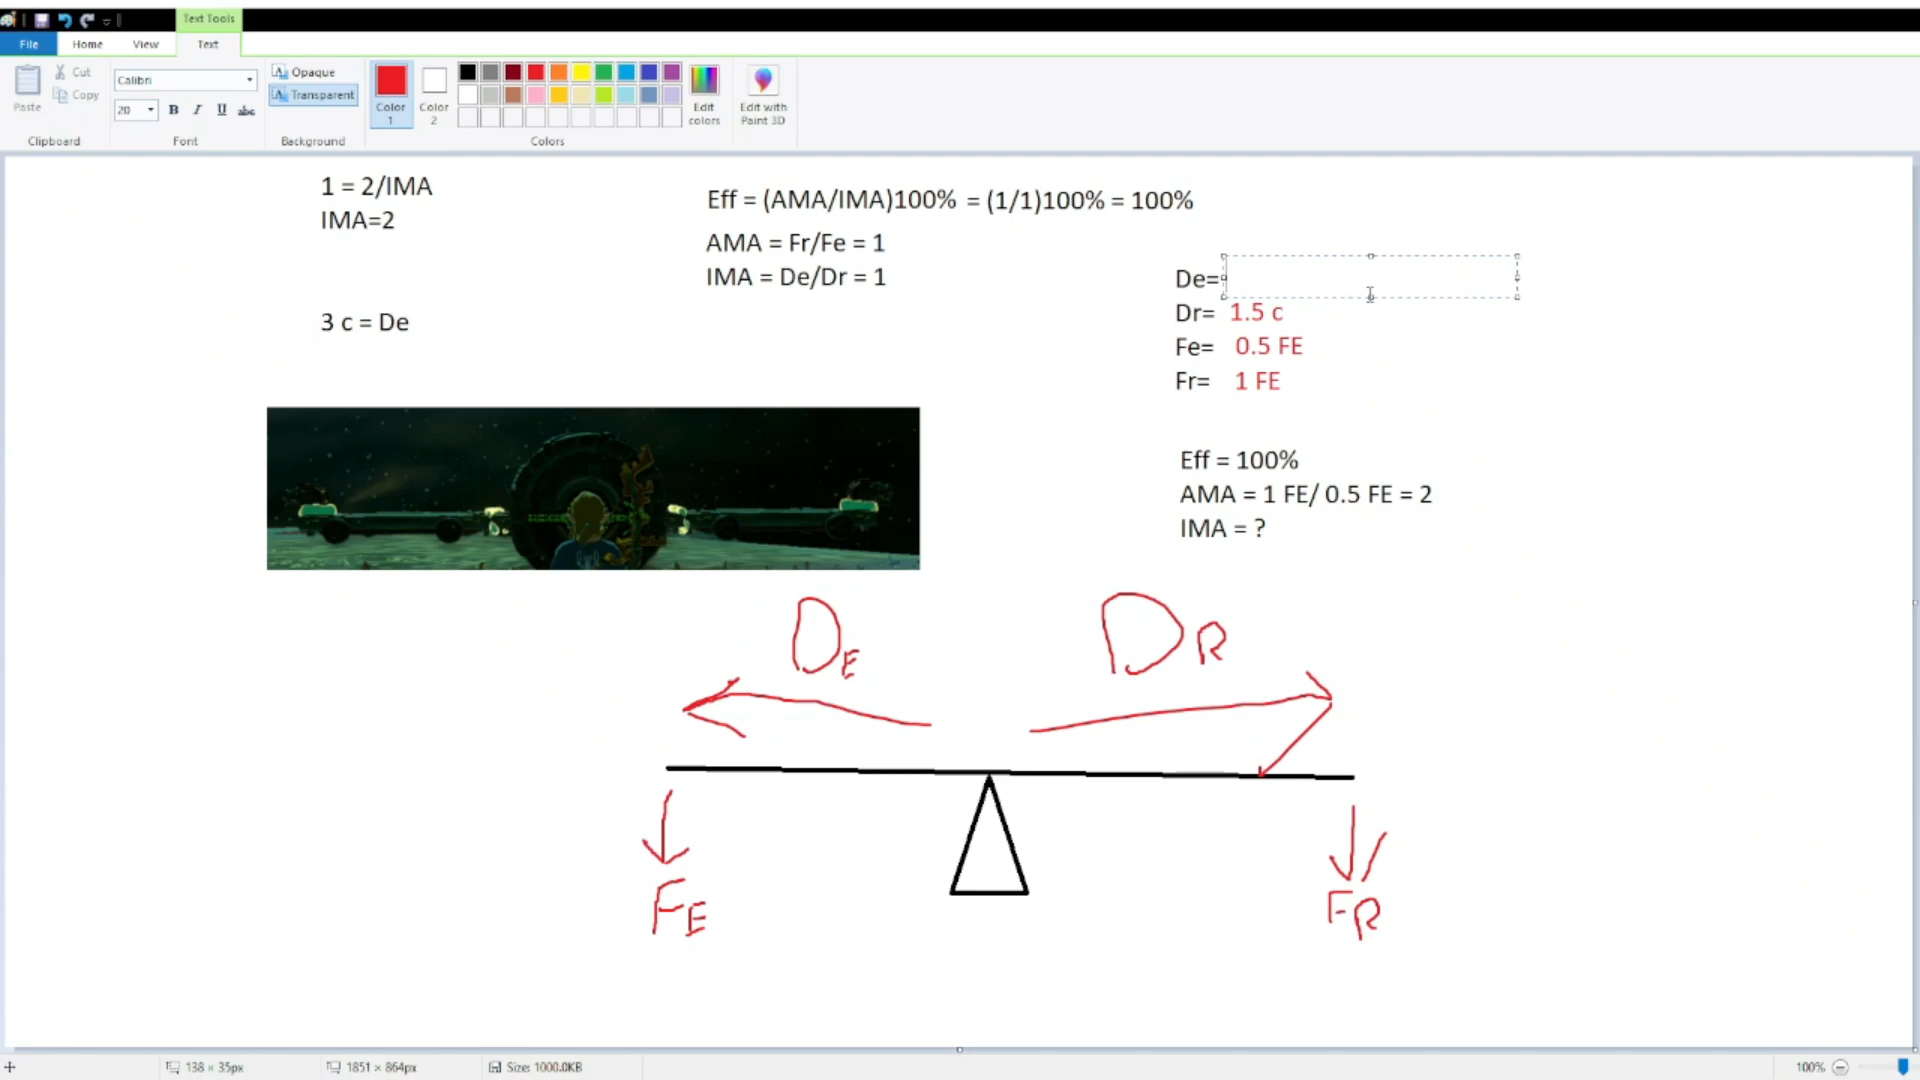 Text Tools
File Home View Text
Paste
Cut
Copy
Clipboard
Calibri
20 B I U abc
Font
Opaque
Transparent
Background
Color 1
Color 2
Edit colors
Colors
Edit with Paint 3D
1 = 2/IMA
IMA=2
3 c = De
Eff = (AMA/IMA)100% = (1/1)100% = 100%
AMA = Fr/Fe = 1
IMA = De/Dr = 1
De=
Dr= 1.5 c
Fe= 0.5 FE
Fr= 1 FE
Eff = 100%
AMA = 1 FE/ 0.5 FE = 2
IMA = ?
DE
DR
FE
FR
138 × 35px
1851 × 864px
Size: 1000.0KB
100%